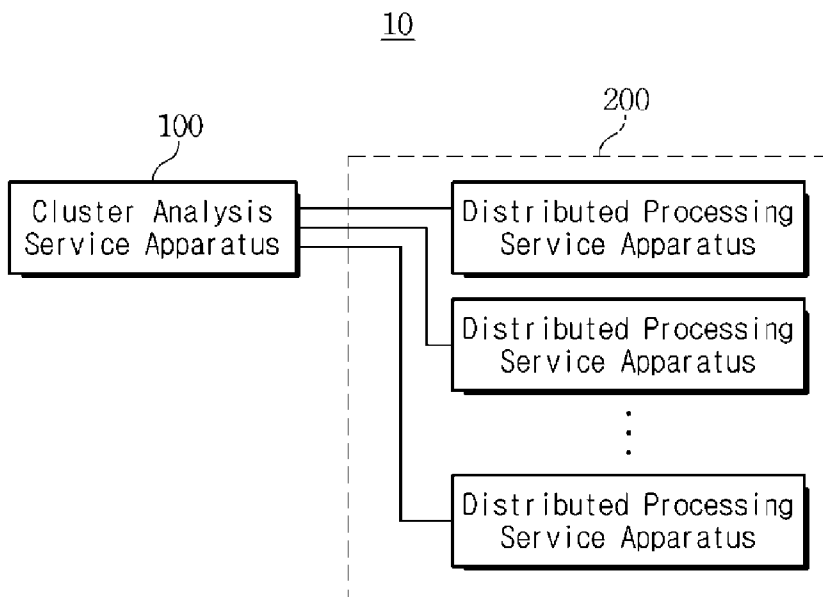 10
100
200
Cluster Analysis
Service Apparatus
Distributed Processing
Service Apparatus
Distributed Processing
Service Apparatus
Distributed Processing
Service Apparatus